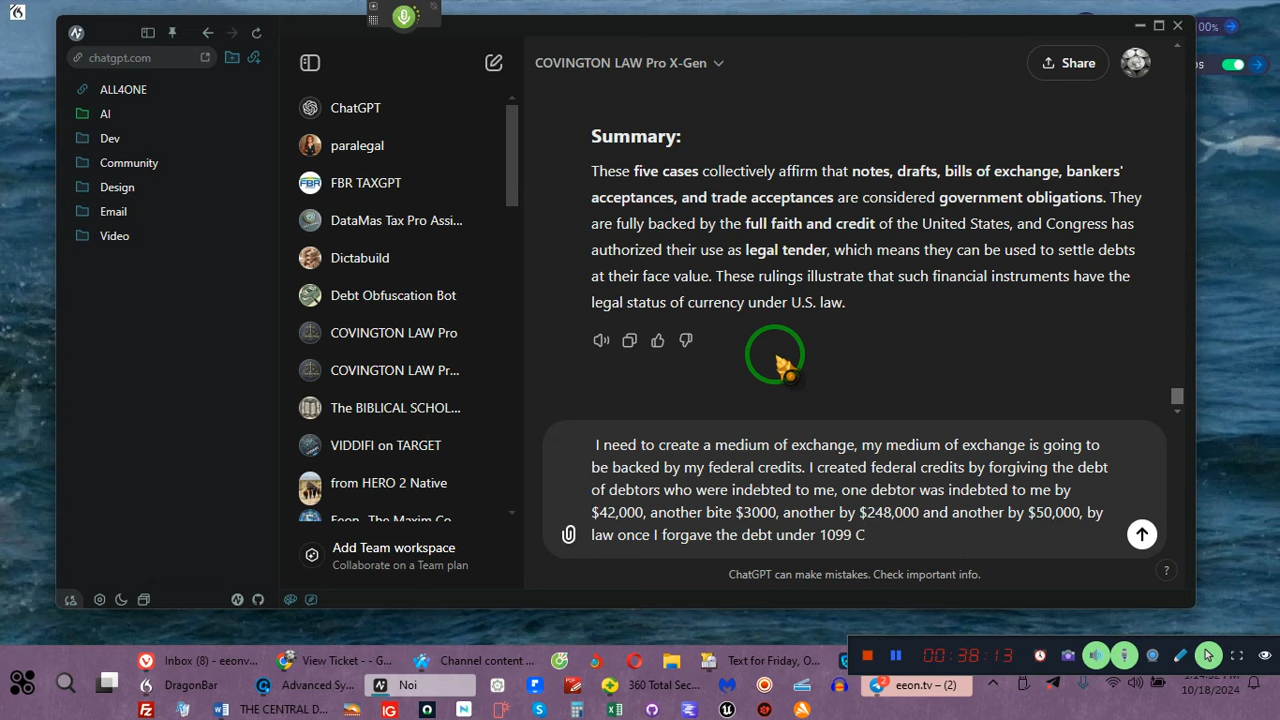 100%
chatgpt.com
ps
ALL4ONE
AI
Dev
Community
Design
Email
Video
ChatGPT
paralegal
FBR TAXGPT
DataMas Tax Pro Assi...
Dictabuild
Debt Obfuscation Bot
COVINGTON LAW Pro
COVINGTON LAW Pr...
The BIBLICAL SCHOL...
VIDDIFI on TARGET
from HERO 2 Native
Eeon The Maxim Co
Add Team workspace
Collaborate on a Team plan
COVINGTON LAW Pro X-Gen
Share
Summary:
These five cases collectively affirm that notes, drafts, bills of exchange, bankers'
acceptances, and trade acceptances are considered government obligations. They
are fully backed by the full faith and credit of the United States, and Congress has
authorized their use as legal tender, which means they can be used to settle debts
at their face value. These rulings illustrate that such financial instruments have the
legal status of currency under U.S. law.
I need to create a medium of exchange, my medium of exchange is going to
be backed by my federal credits. I created federal credits by forgiving the debt
of debtors who were indebted to me, one debtor was indebted to me by
$42,000, another bite $3000, another by $248,000 and another by $50,000, by
law once I forgave the debt under 1099 C
ChatGPT can make mistakes. Check important info.
?
00:38:13
Inbox (8) - eeonv...
View Ticket - - G...
Channel content ...
Text for Friday, O...
DragonBar
Advanced Sy...
Noi
360 Total Sec...
eeon.tv – (2)
THE CENTRAL D...
10/18/2024